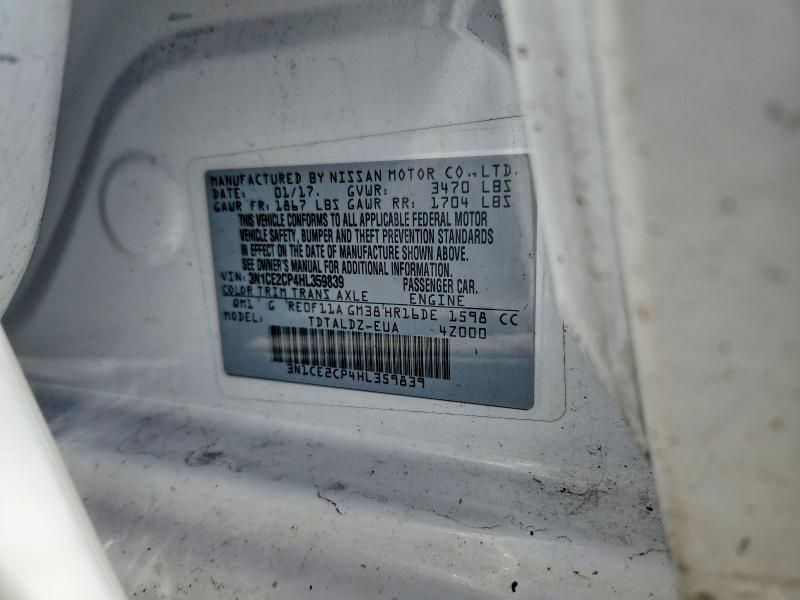 MANUFACTURED BY NISSAN MOTOR CO.,LTD.
DATE: 01/17. GVWR: 3470 LBS
GAWR FR: 1867 LBS GAWR RR: 1704 LBS
THIS VEHICLE CONFORMS TO ALL APPLICABLE FEDERAL MOTOR
VEHICLE SAFETY, BUMPER AND THEFT PREVENTION STANDARDS
IN EFFECT ON THE DATE OF MANUFACTURE SHOWN ABOVE.
SEE OWNER'S MANUAL FOR ADDITIONAL INFORMATION.
VIN: 3N1CE2CP4HL359839 PASSENGER CAR.
COLOR TRIM TRANS AXLE ENGINE
QM1 G RE0F11A GM38 HR16DE 1598 CC
MODEL: TDTALDZ-EUA 4Z000
3N1CE2CP4HL359839